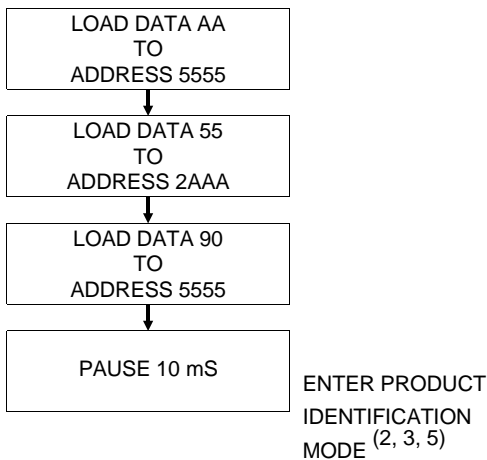 LOAD DATA AA
TO
ADDRESS 5555
LOAD DATA 55
TO
ADDRESS 2AAA
LOAD DATA 90
TO
ADDRESS 5555
PAUSE 10 mS
ENTER PRODUCT
IDENTIFICATION
MODE (2, 3, 5)